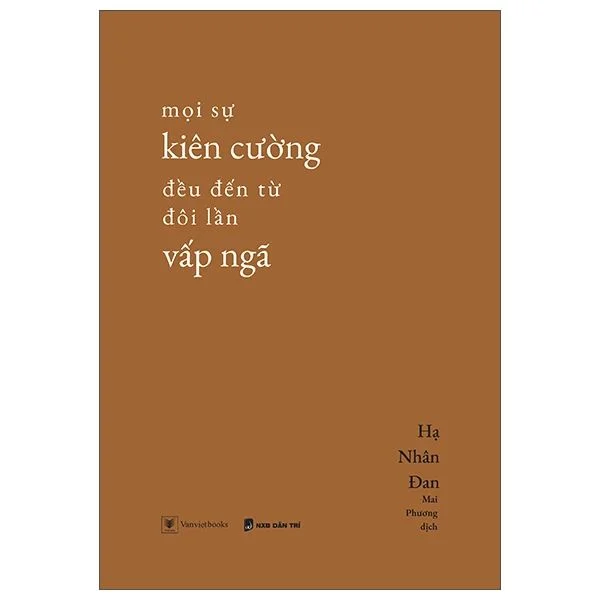 mọi sự
kiên cường
đều đến từ
đôi lần
vấp ngã
Hạ
Nhân
Đan
Mai
Phương
dịch
Vanvietbooks
NXB DÂN TRÍ